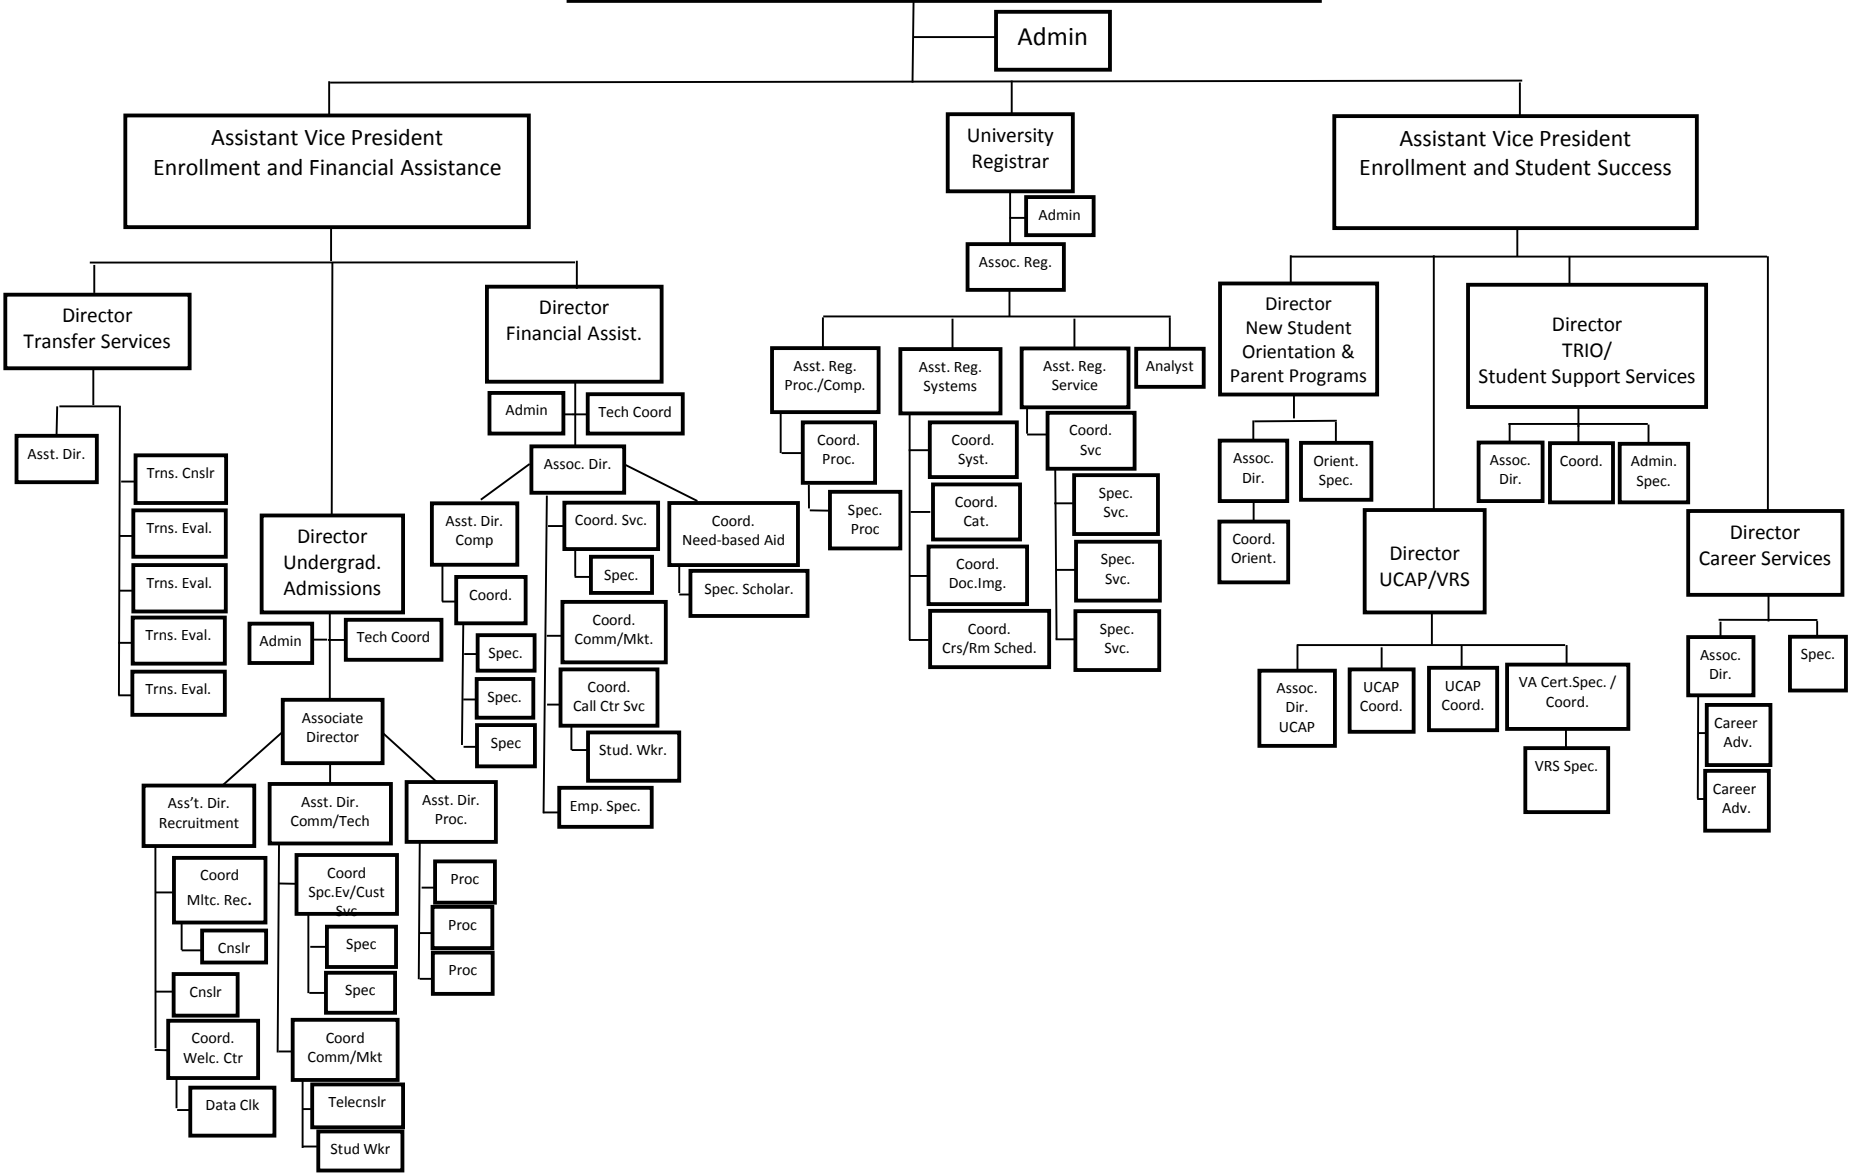 Admin
Assistant Vice President
Enrollment and Financial Assistance
University
Registrar
Assistant Vice President
Enrollment and Student Success
Admin
Assoc. Reg.
Director
Transfer Services
Asst. Dir.
Trns. Cnslr
Trns. Eval.
Trns. Eval.
Trns. Eval.
Trns. Eval.
Director
Undergrad.
Admissions
Admin
Tech Coord
Associate
Director
Ass't. Dir.
Recruitment
Coord
Mltc. Rec.
Cnslr
Cnslr
Coord.
Welc. Ctr
Data Clk
Asst. Dir.
Comm/Tech
Coord
Spc.Ev/Cust
Svc
Spec
Spec
Coord
Comm/Mkt
Telecnslr
Stud Wkr
Asst. Dir.
Proc.
Proc
Proc
Proc
Director
Financial Assist.
Admin
Tech Coord
Assoc. Dir.
Asst. Dir.
Comp
Coord.
Spec.
Spec.
Spec
Coord. Svc.
Spec.
Coord.
Comm/Mkt.
Coord.
Call Ctr Svc
Stud. Wkr.
Emp. Spec.
Coord.
Need-based Aid
Spec. Scholar.
Asst. Reg.
Proc./Comp.
Coord.
Proc.
Spec.
Proc
Asst. Reg.
Systems
Coord.
Syst.
Coord.
Cat.
Coord.
Doc.Img.
Coord.
Crs/Rm Sched.
Asst. Reg.
Service
Coord.
Svc
Spec.
Svc.
Spec.
Svc.
Spec.
Svc.
Analyst
Director
New Student
Orientation &
Parent Programs
Assoc.
Dir.
Coord.
Orient.
Orient.
Spec.
Director
UCAP/VRS
Assoc.
Dir.
UCAP
UCAP
Coord.
UCAP
Coord.
VA Cert.Spec. /
Coord.
VRS Spec.
Director
TRIO/
Student Support Services
Assoc.
Dir.
Coord.
Admin.
Spec.
Director
Career Services
Assoc.
Dir.
Career
Adv.
Career
Adv.
Spec.